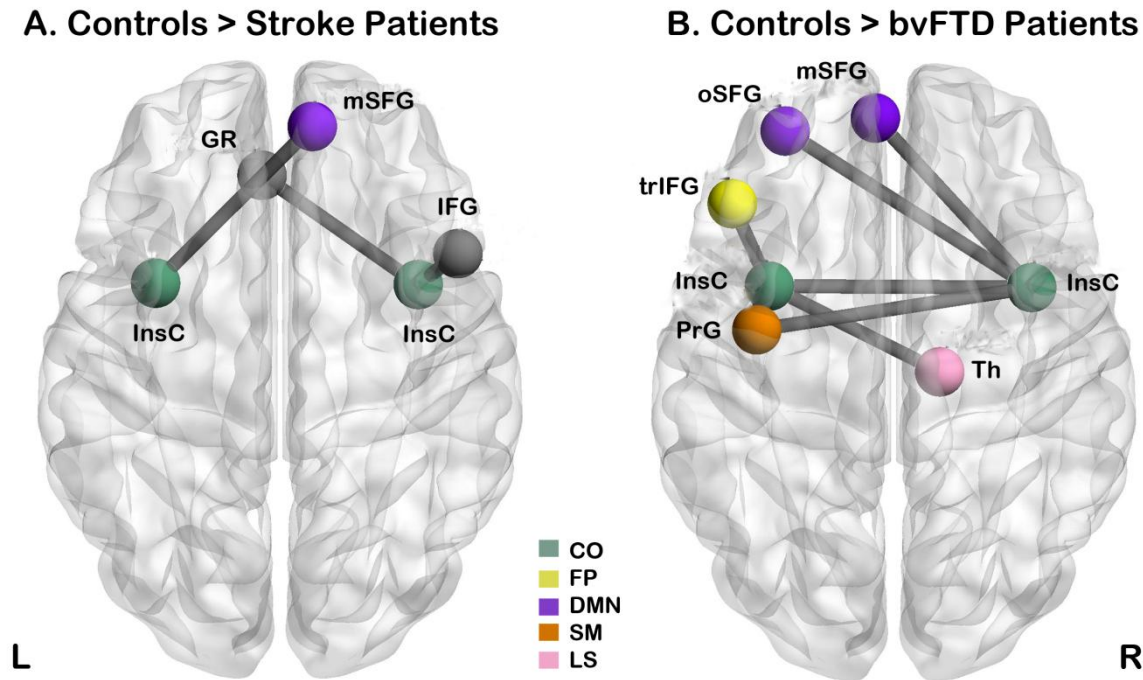 A. Controls > Stroke Patients
mSFG
GR
IFG
InsC
InsC
B. Controls > bvFTD Patients
mSFG
oSFG
trIFG
InsC
InsC
PrG
Th
CO
FP
DMN
SM
LS
L
R